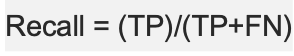 Recall = (TP)/(TP+FN)